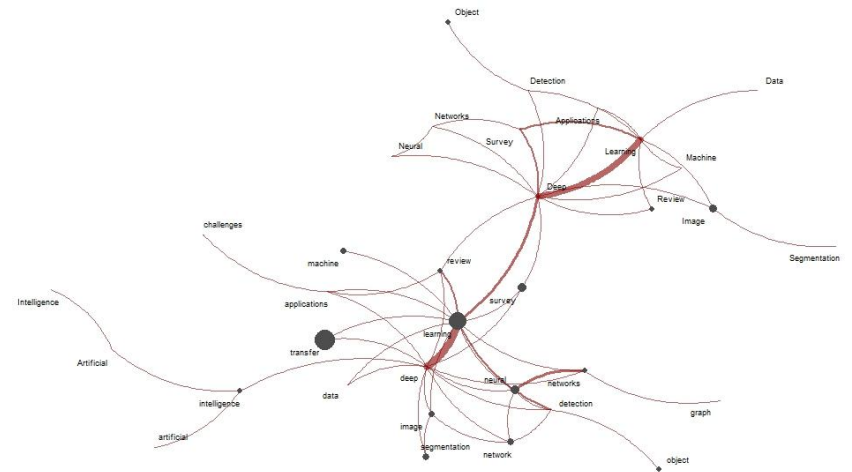 Object
Detection
Data
Networks
Applications
Survey
Neural
Learning
Machine
Deep
Review
Image
challenges
Segmentation
machine
review
Intelligence
applications
survey
learning
transfer
Artificial
deep
neural
networks
data
intelligence
detection
graph
image
artificial
segmentation
network
object